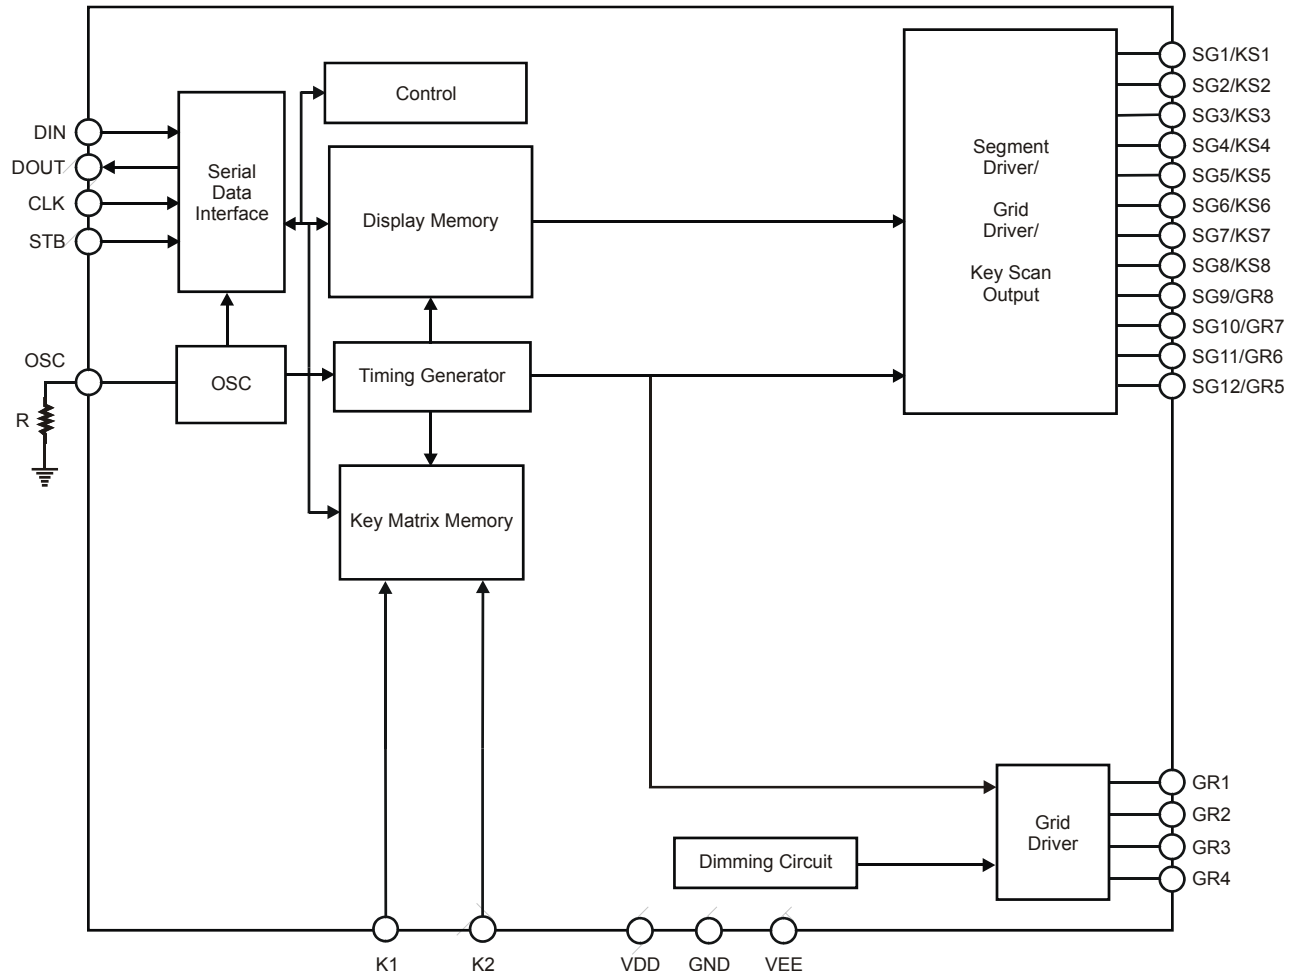 SG1/KS1
SG2/KS2
SG3/KS3
SG4/KS4
SG5/KS5
SG6/KS6
SG7/KS7
SG8/KS8
SG9/GR8
SG10/GR7
SG11/GR6
SG12/GR5
Control
DIN
DOUT
CLK
STB
Serial
Data
Interface
Display Memory
Segment
Driver/
Grid
Driver/
Key Scan
Output
OSC
R
OSC
Timing Generator
Key Matrix Memory
GR1
GR2
GR3
GR4
Grid
Driver
Dimming Circuit
K1
K2
VDD
GND
VEE